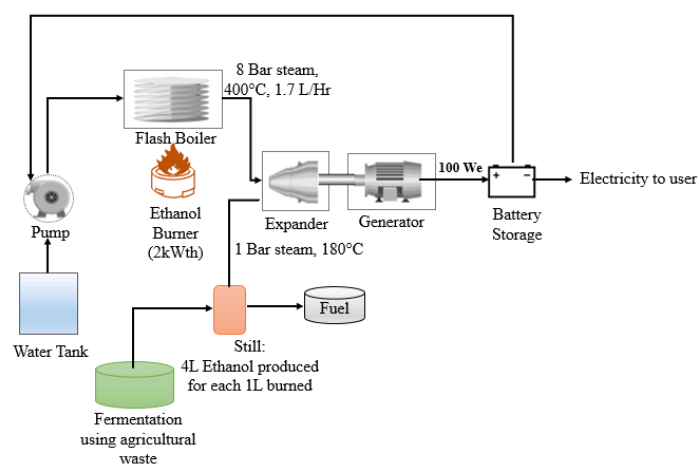 8 Bar steam,
400°C, 1.7 L/Hr
Flash Boiler
Ethanol
Burner
(2kWth)
Pump
Water Tank
Expander
Generator
100 We
+ −
Battery
Storage
Electricity to user
1 Bar steam, 180°C
Fuel
Still:
4L Ethanol produced
for each 1L burned
Fermentation
using agricultural
waste